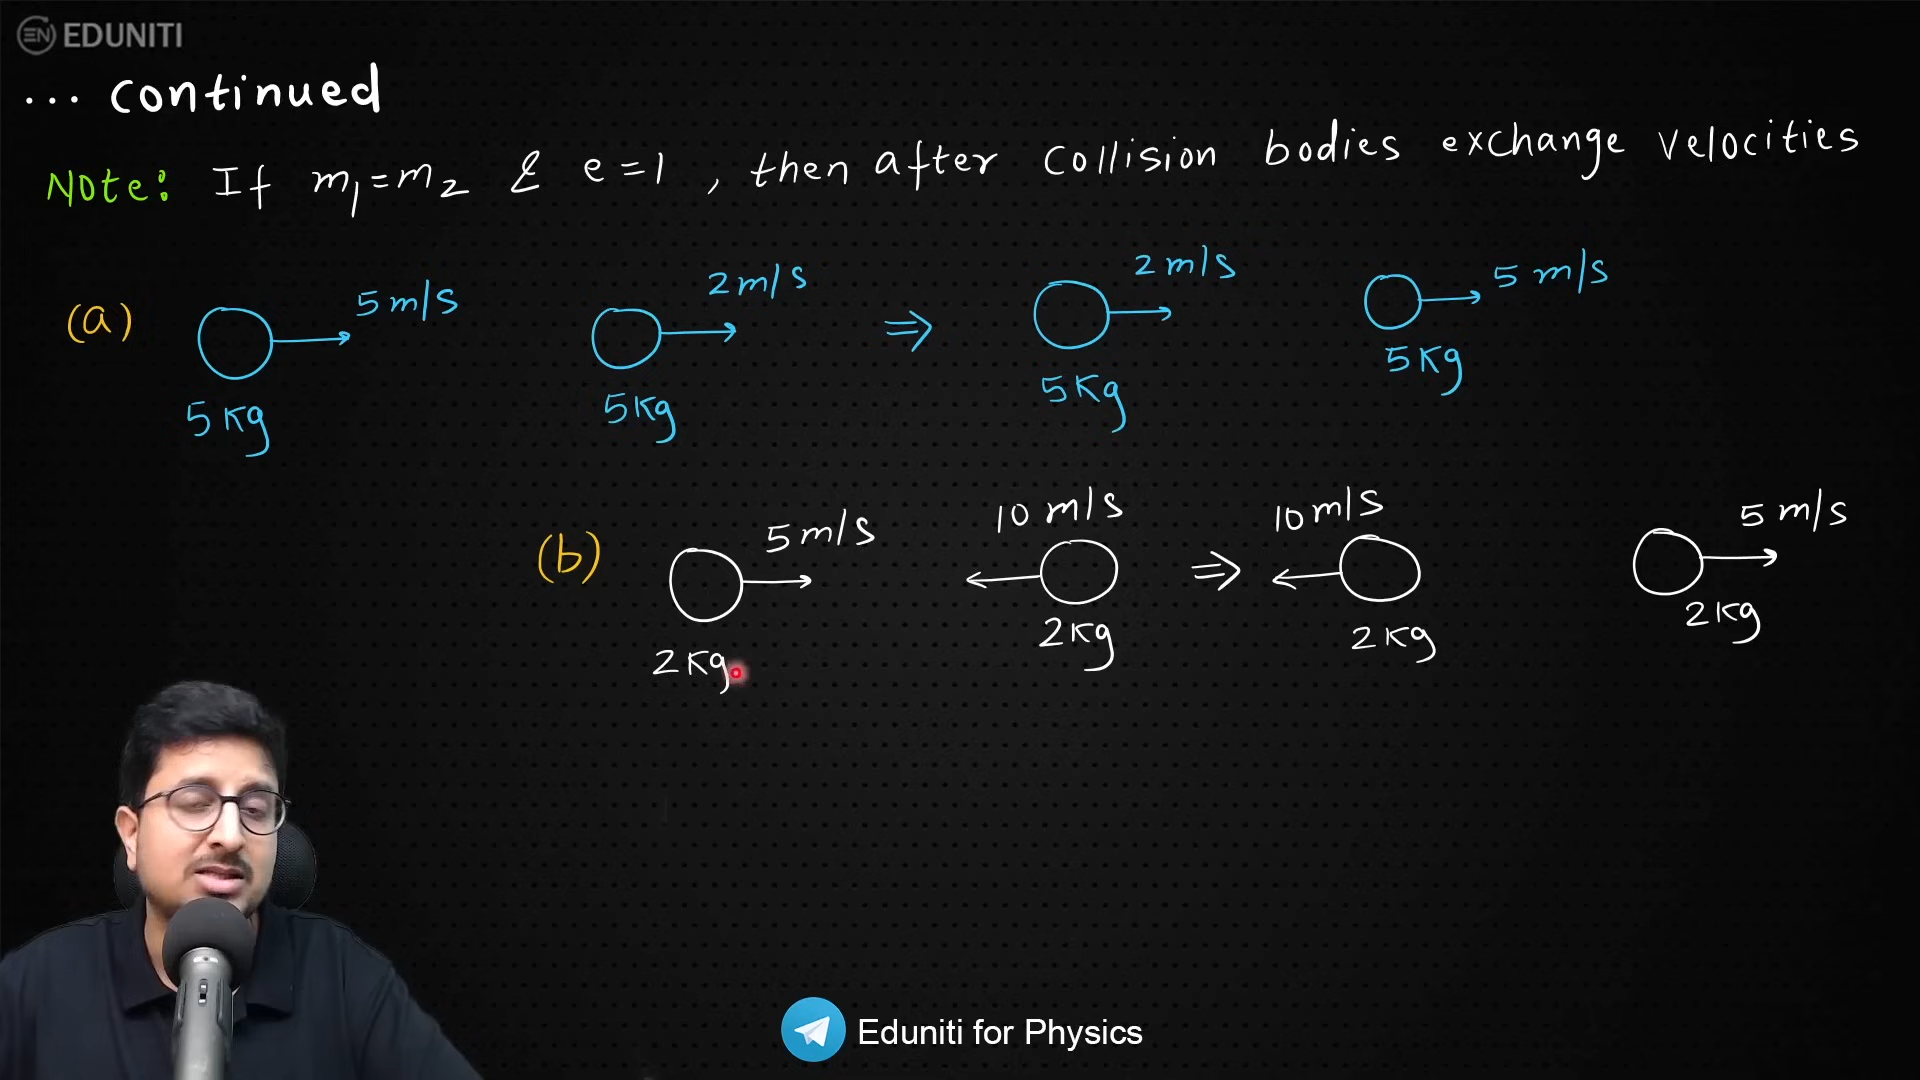 EN EDUNITI
... continued
Note: If m₁=m₂ & e=1, then after collision bodies exchange velocities
(a) 5 m/s 2 m/s ⇒ 2 m/s 5 m/s
5 Kg 5 Kg 5 Kg 5 Kg
(b) 5 m/s 10 m/s ⇒ 10 m/s 5 m/s
2 Kg 2 Kg 2 Kg 2 Kg
Eduniti for Physics